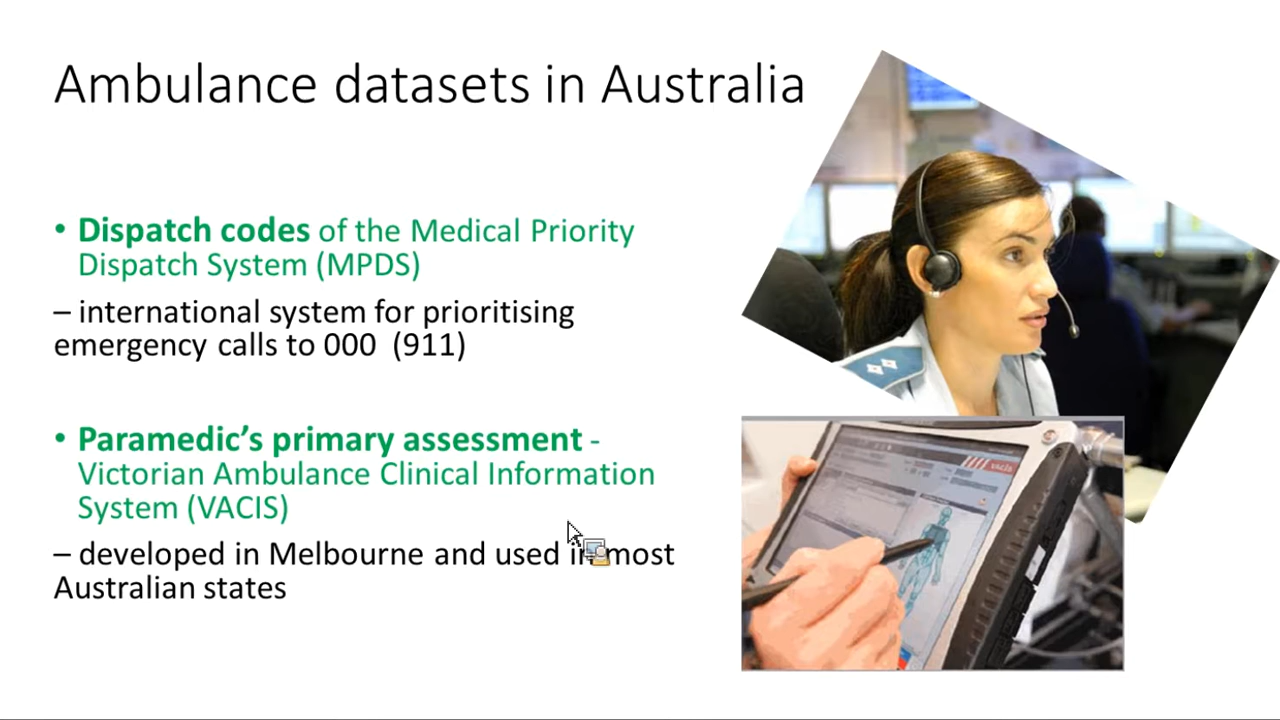 Ambulance datasets in Australia
• Dispatch codes of the Medical Priority
Dispatch System (MPDS)
– international system for prioritising
emergency calls to 000 (911)
• Paramedic’s primary assessment -
Victorian Ambulance Clinical Information
System (VACIS)
– developed in Melbourne and used in most
Australian states
VACIS